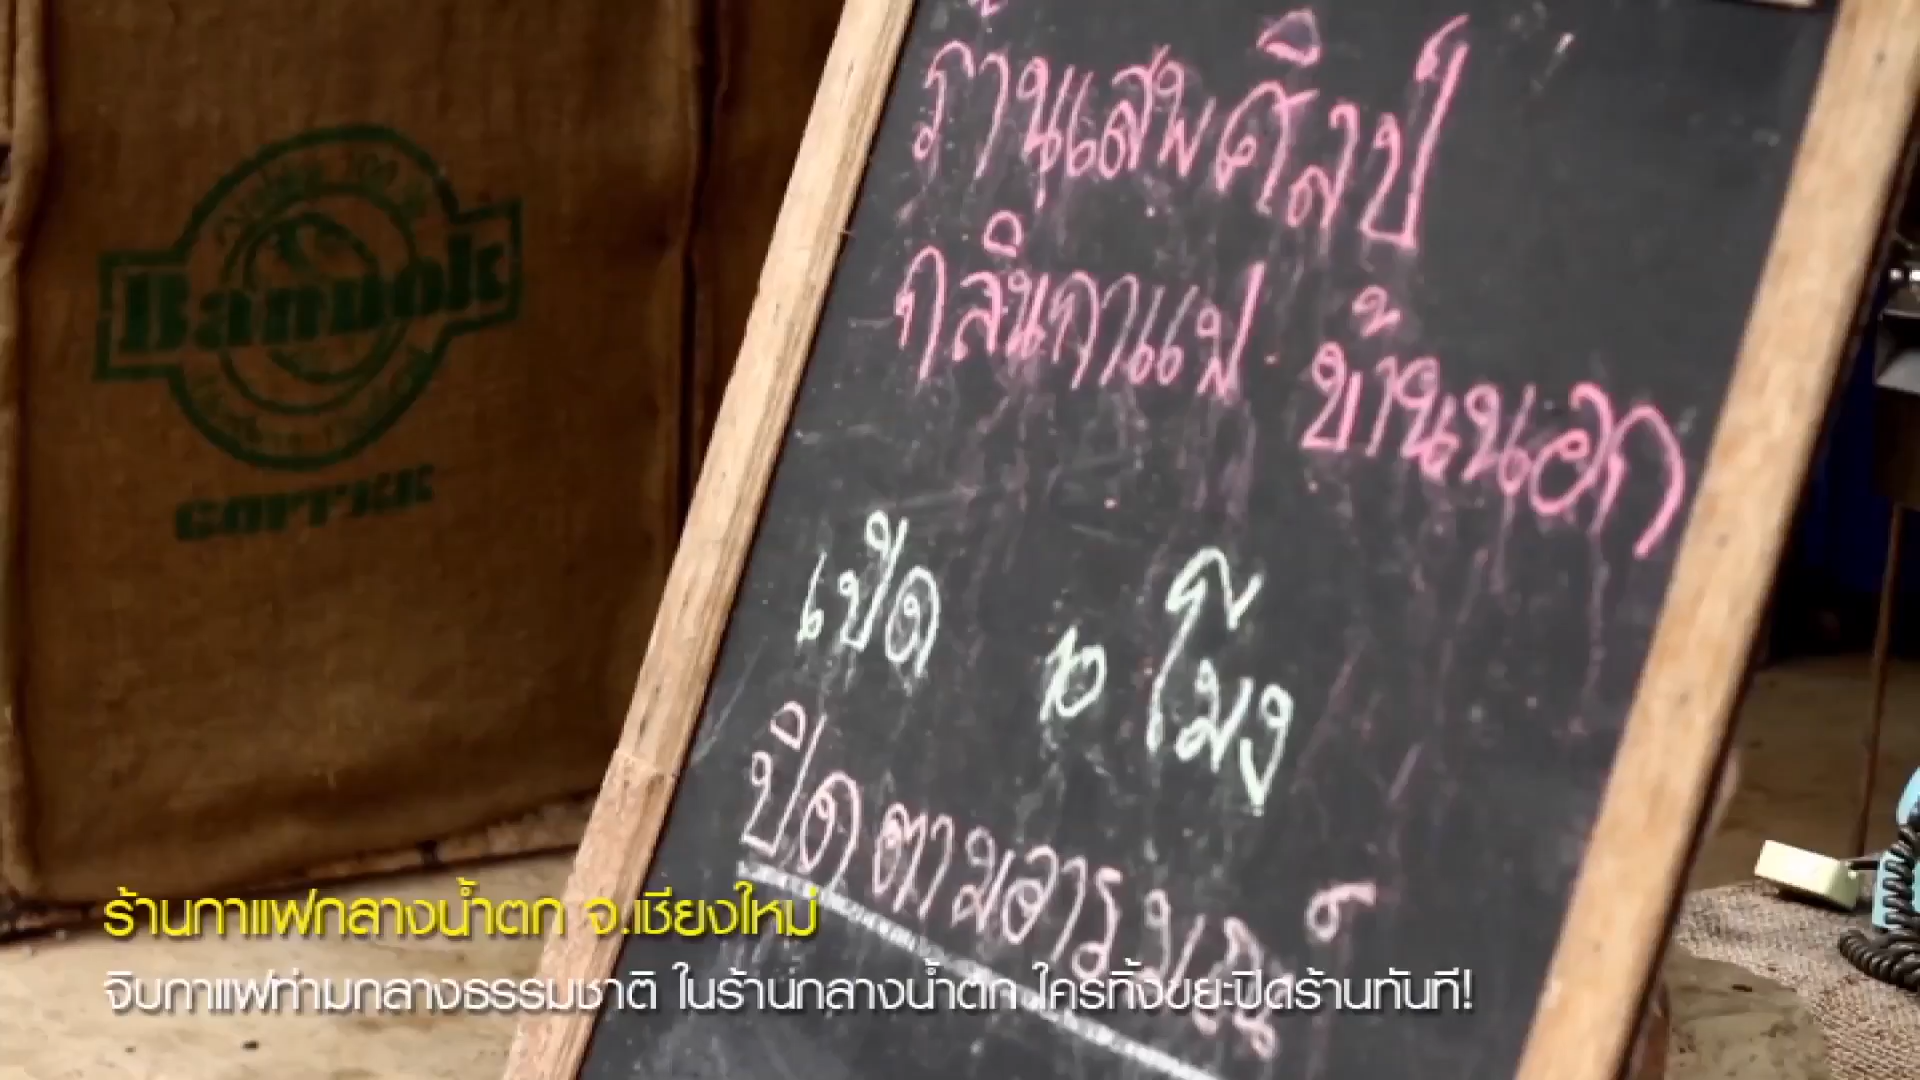 Banuok
COFFEE
ร้านเสพศิลป์
กลิ่นกาแฟ บ้านนอก
เปิด ๑๐ โมง
ปิดตามอารมณ์
ร้านกาแฟกลางน้ำตก จ.เชียงใหม่
จิบกาแฟท่ามกลางธรรมชาติ ในร้านกลางน้ำตก ใครทิ้งขยะปิดร้านทันที!